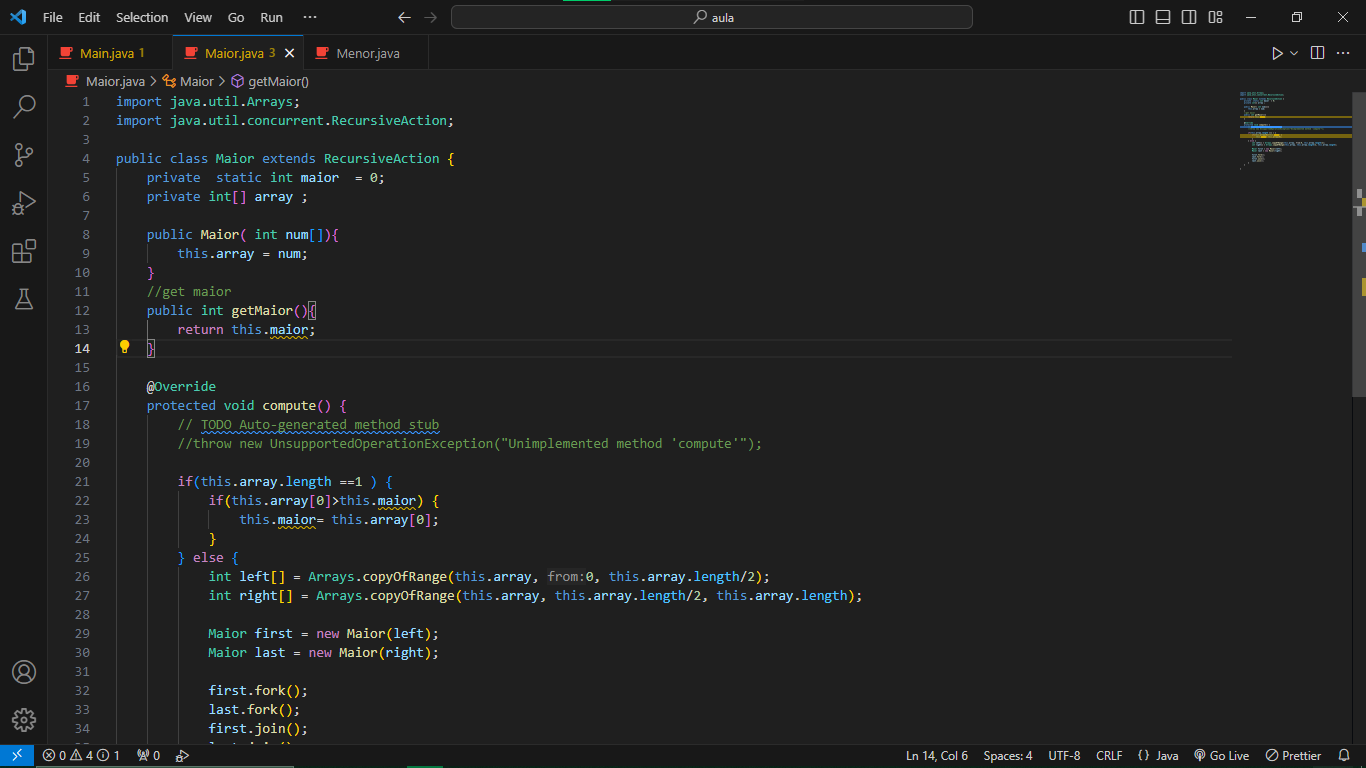 File Edit Selection View Go Run ··· aula
Main.java 1 Maior.java 3 Menor.java
Maior.java > Maior > getMaior()
1 import java.util.Arrays;
2 import java.util.concurrent.RecursiveAction;
3
4 public class Maior extends RecursiveAction {
5     private  static int maior  = 0;
6     private int[] array ;
7
8     public Maior( int num[]){
9         this.array = num;
10     }
11     //get maior
12     public int getMaior(){
13         return this.maior;
14     }
15
16     @Override
17     protected void compute() {
18         // TODO Auto-generated method stub
19         //throw new UnsupportedOperationException("Unimplemented method 'compute'");
20
21         if(this.array.length ==1 ) {
22             if(this.array[0]>this.maior) {
23                 this.maior= this.array[0];
24             }
25         } else {
26             int left[] = Arrays.copyOfRange(this.array, from:0, this.array.length/2);
27             int right[] = Arrays.copyOfRange(this.array, this.array.length/2, this.array.length);
28
29             Maior first = new Maior(left);
30             Maior last = new Maior(right);
31
32             first.fork();
33             last.fork();
34             first.join();
0 4 1 0 Ln 14, Col 6 Spaces: 4 UTF-8 CRLF {} Java Go Live Prettier